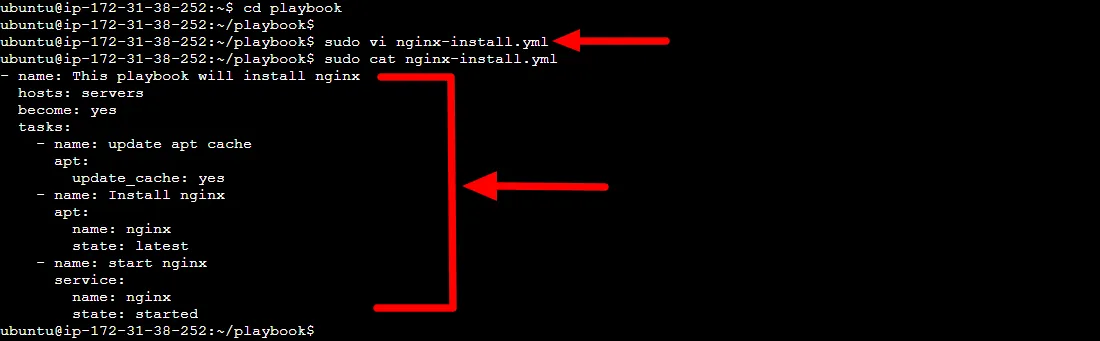 ubuntu@ip-172-31-38-252:~$ cd playbook
ubuntu@ip-172-31-38-252:~/playbook$
ubuntu@ip-172-31-38-252:~/playbook$ sudo vi nginx-install.yml
ubuntu@ip-172-31-38-252:~/playbook$ sudo cat nginx-install.yml
- name: This playbook will install nginx
  hosts: servers
  become: yes
  tasks:
    - name: update apt cache
      apt:
        update_cache: yes
    - name: Install nginx
      apt:
        name: nginx
        state: latest
    - name: start nginx
      service:
        name: nginx
        state: started
ubuntu@ip-172-31-38-252:~/playbook$